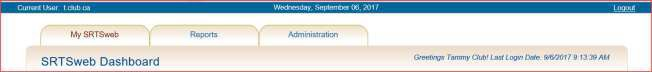 Current User: t.club.ca Wednesday, September 06, 2017 Logout
My SRTSweb Reports Administration
SRTSweb Dashboard Greetings Tammy Club! Last Login Date: 9/6/2017 9:13:39 AM